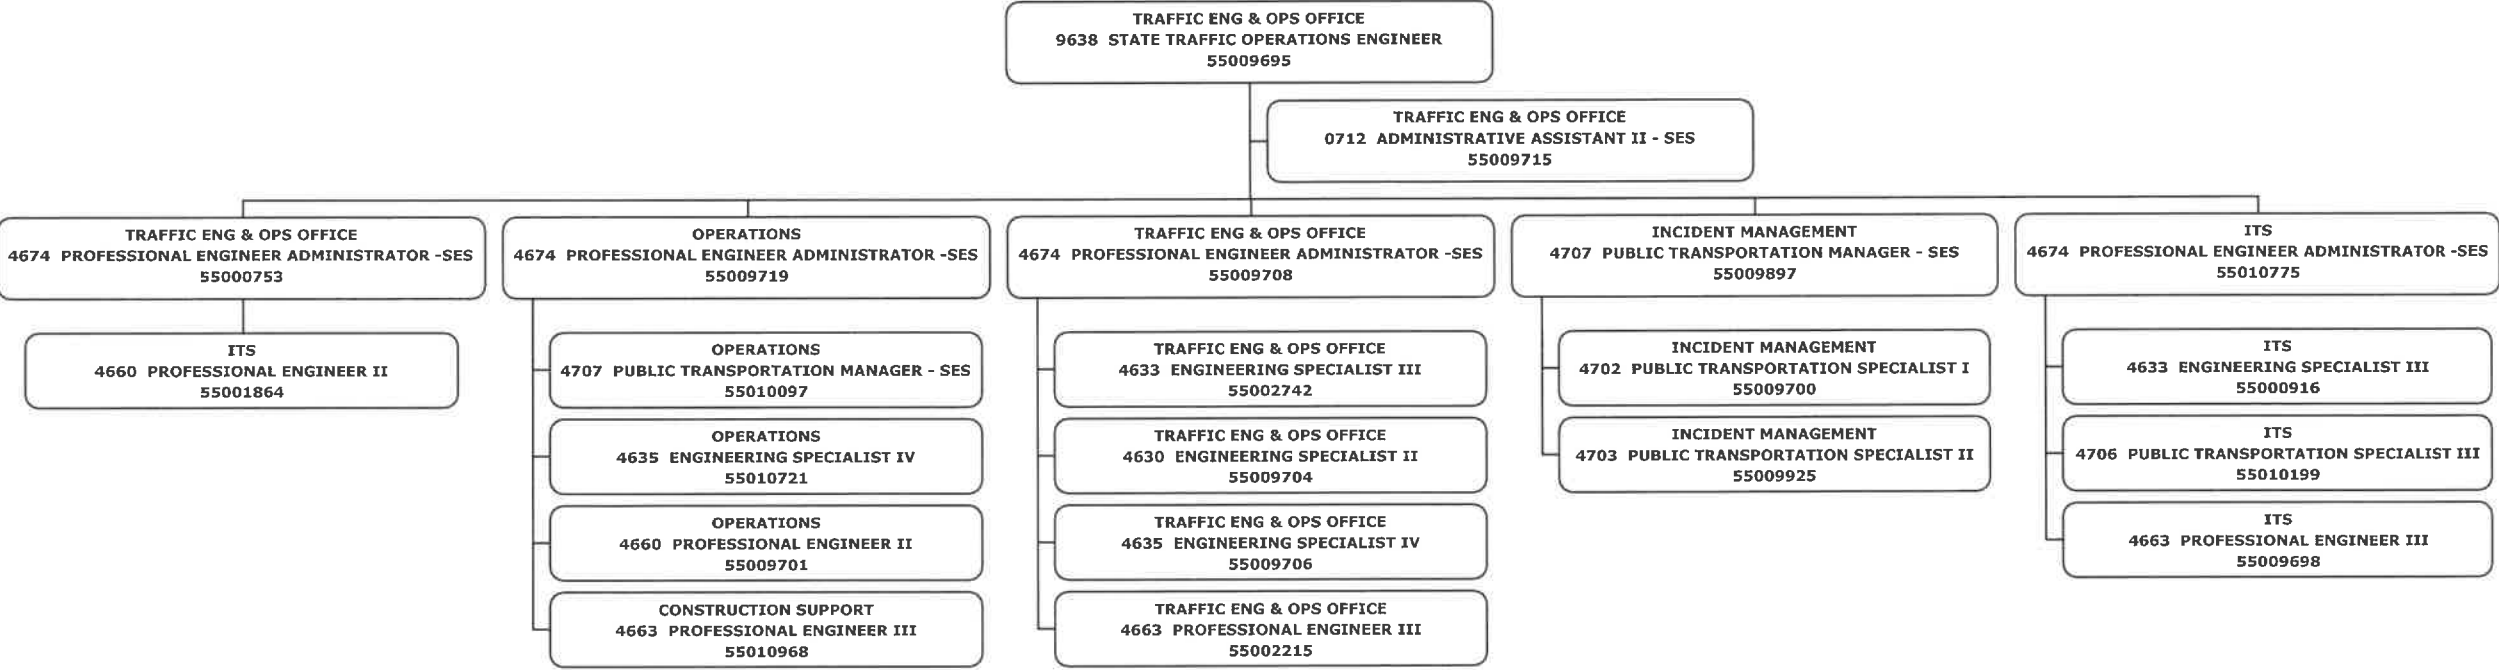 TRAFFIC ENG & OPS OFFICE
9638 STATE TRAFFIC OPERATIONS ENGINEER
55009695
TRAFFIC ENG & OPS OFFICE
0712 ADMINISTRATIVE ASSISTANT II - SES
55009715
TRAFFIC ENG & OPS OFFICE
4674 PROFESSIONAL ENGINEER ADMINISTRATOR -SES
55000753
ITS
4660 PROFESSIONAL ENGINEER II
55001864
OPERATIONS
4674 PROFESSIONAL ENGINEER ADMINISTRATOR -SES
55009719
OPERATIONS
4707 PUBLIC TRANSPORTATION MANAGER - SES
55010097
OPERATIONS
4635 ENGINEERING SPECIALIST IV
55010721
OPERATIONS
4660 PROFESSIONAL ENGINEER II
55009701
CONSTRUCTION SUPPORT
4663 PROFESSIONAL ENGINEER III
55010968
TRAFFIC ENG & OPS OFFICE
4674 PROFESSIONAL ENGINEER ADMINISTRATOR -SES
55009708
TRAFFIC ENG & OPS OFFICE
4633 ENGINEERING SPECIALIST III
55002742
TRAFFIC ENG & OPS OFFICE
4630 ENGINEERING SPECIALIST II
55009704
TRAFFIC ENG & OPS OFFICE
4635 ENGINEERING SPECIALIST IV
55009706
TRAFFIC ENG & OPS OFFICE
4663 PROFESSIONAL ENGINEER III
55002215
INCIDENT MANAGEMENT
4707 PUBLIC TRANSPORTATION MANAGER - SES
55009897
INCIDENT MANAGEMENT
4702 PUBLIC TRANSPORTATION SPECIALIST I
55009700
INCIDENT MANAGEMENT
4703 PUBLIC TRANSPORTATION SPECIALIST II
55009925
ITS
4674 PROFESSIONAL ENGINEER ADMINISTRATOR -SES
55010775
ITS
4633 ENGINEERING SPECIALIST III
55000916
ITS
4706 PUBLIC TRANSPORTATION SPECIALIST III
55010199
ITS
4663 PROFESSIONAL ENGINEER III
55009698